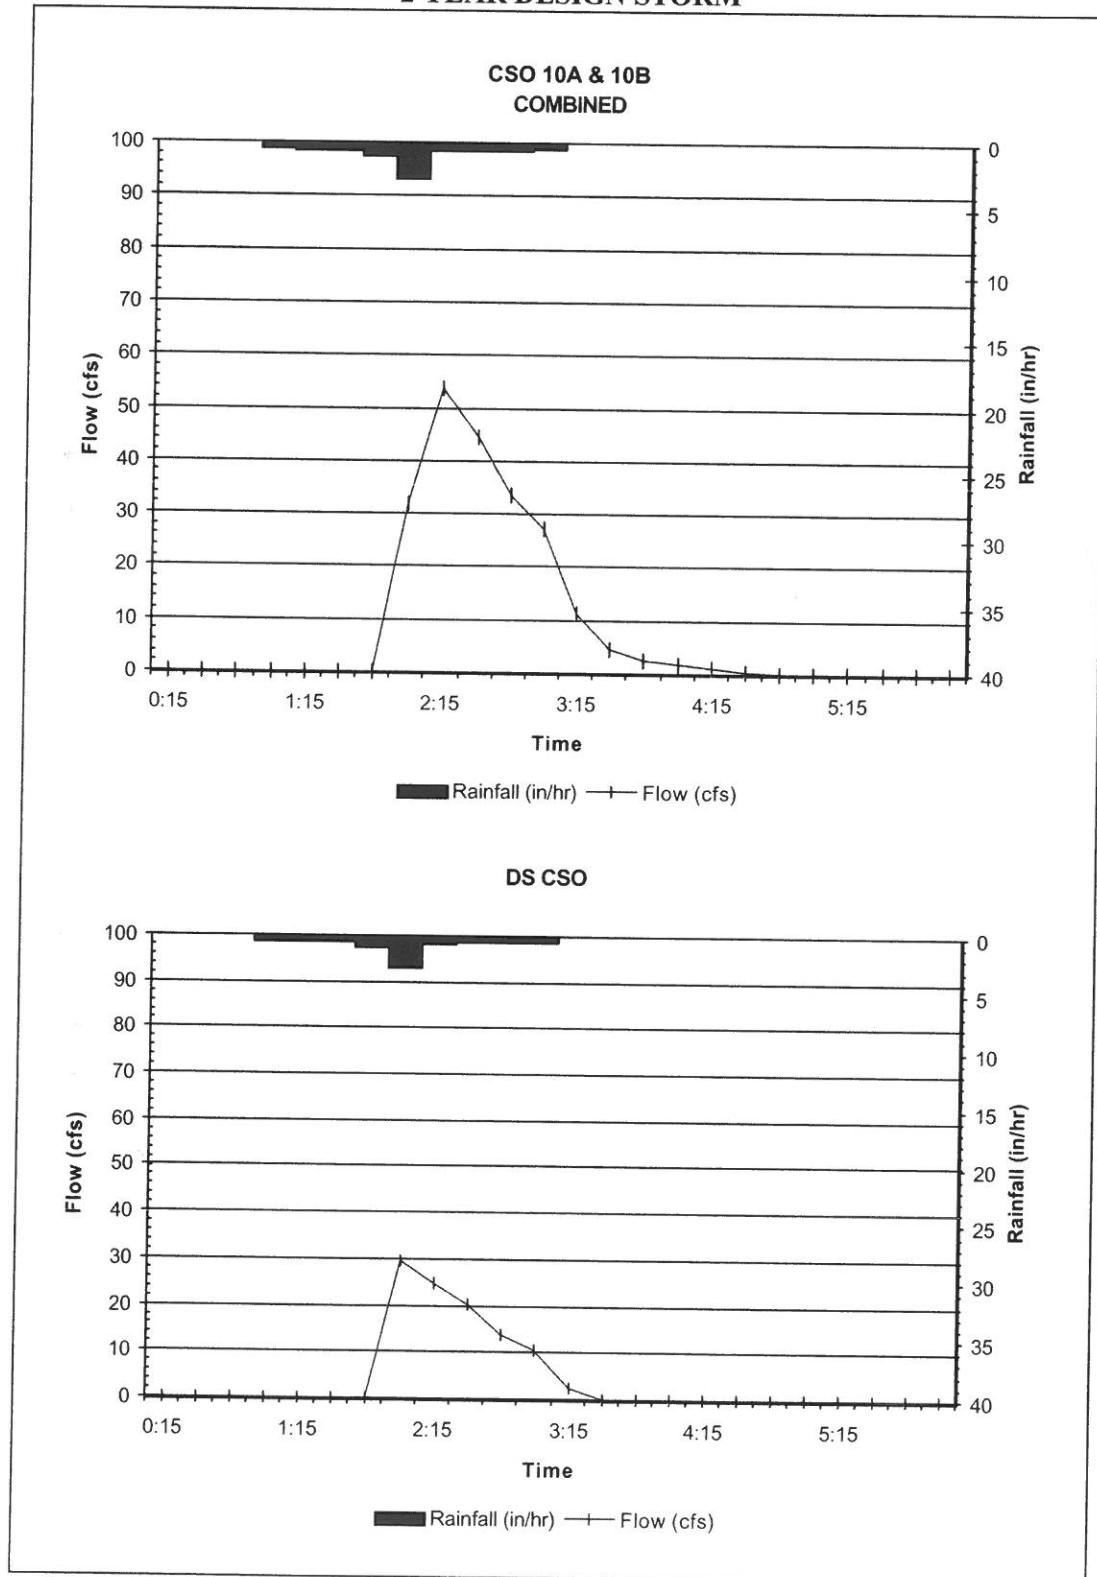 2-YEAR DESIGN STORM
CSO 10A & 10B
COMBINED
100
90
80
70
60
50
40
30
20
10
0
Flow (cfs)
0
5
10
15
20
25
30
35
40
Rainfall (in/hr)
0:15 1:15 2:15 3:15 4:15 5:15
Time
Rainfall (in/hr) Flow (cfs)
DS CSO
100
90
80
70
60
50
40
30
20
10
0
Flow (cfs)
0
5
10
15
20
25
30
35
40
Rainfall (in/hr)
0:15 1:15 2:15 3:15 4:15 5:15
Time
Rainfall (in/hr) Flow (cfs)